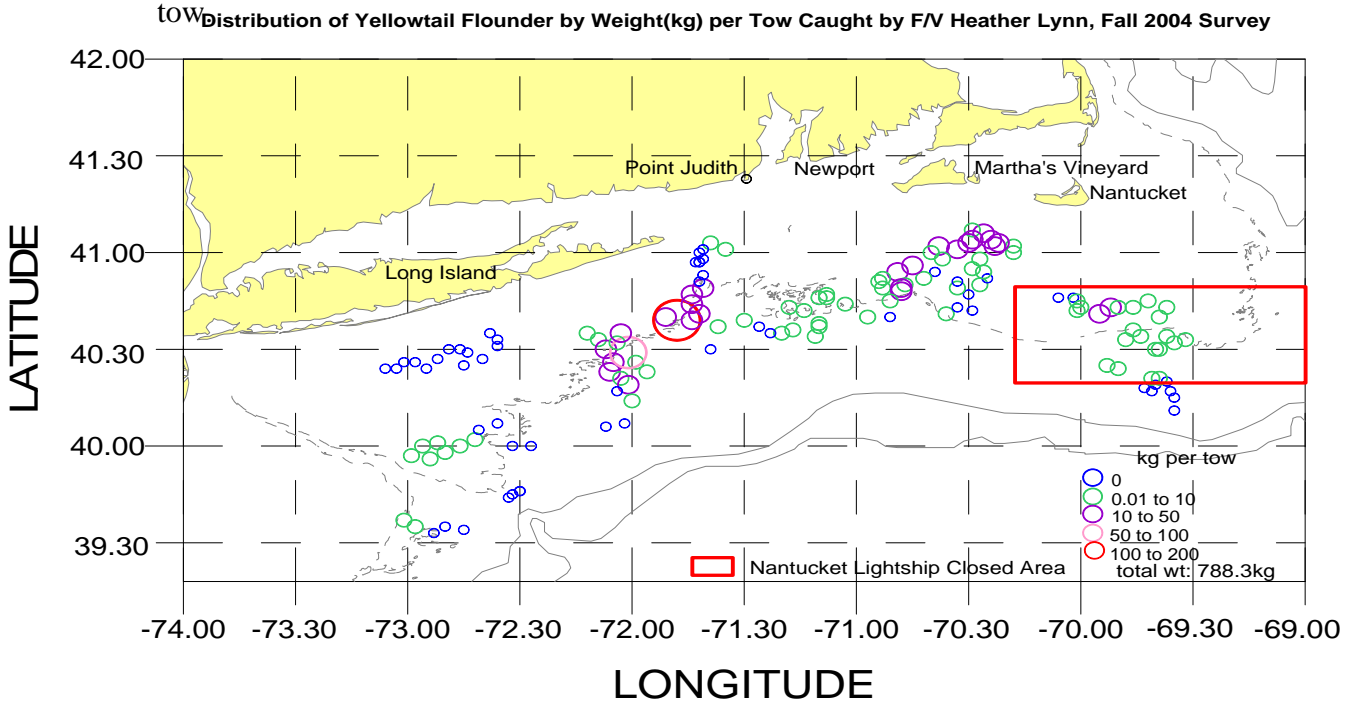 tow
Distribution of Yellowtail Flounder by Weight(kg) per Tow Caught by F/V Heather Lynn, Fall 2004 Survey
42.00
41.30
41.00
40.30
40.00
39.30
LATITUDE
Point Judith
Newport
Martha's Vineyard
Nantucket
Long Island
kg per tow
0
0.01 to 10
10 to 50
50 to 100
100 to 200
total wt: 788.3kg
Nantucket Lightship Closed Area
-74.00 -73.30 -73.00 -72.30 -72.00 -71.30 -71.00 -70.30 -70.00 -69.30 -69.00
LONGITUDE